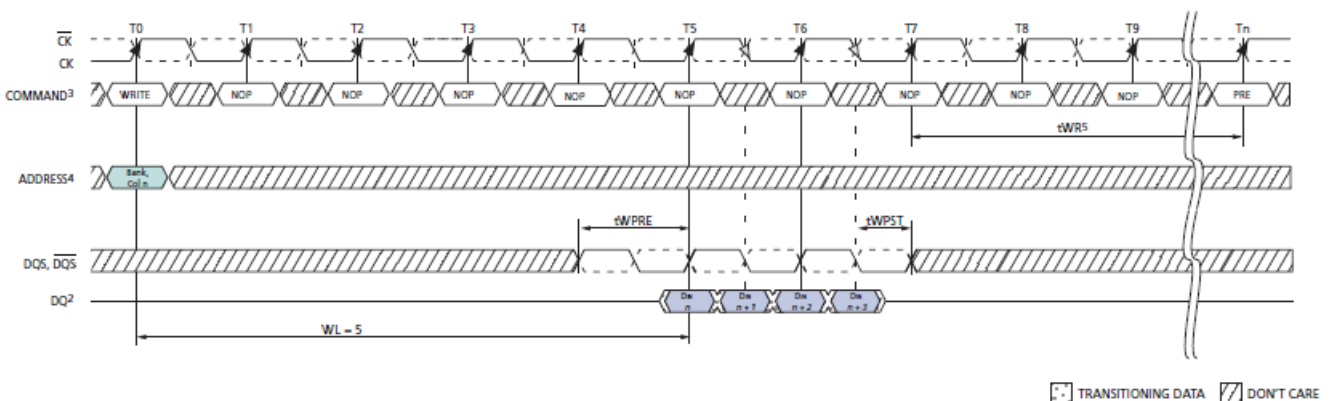 T0 T1 T2 T3 T4 T5 T6 T7 T8 T9 Tn
CK
CK
COMMAND3 WRITE NOP NOP NOP NOP NOP NOP NOP NOP NOP PRE
tWR5
ADDRESS4 Bank,
Col n
tWPRE tWPST
DQS, DQS
DQ2 Din Din Din Din
n n+1 n+2 n+3
WL = 5
TRANSITIONING DATA DON'T CARE